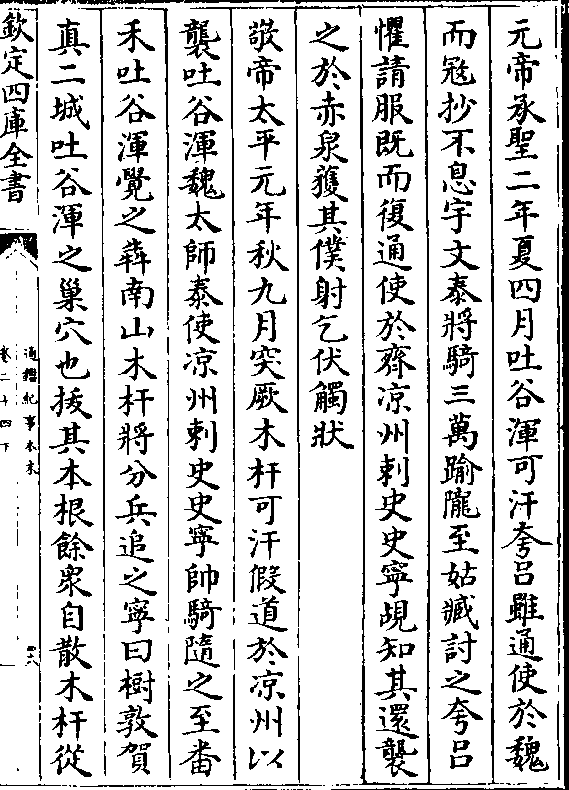 元帝承聖二年夏四月吐谷渾可汗夸呂雖通使於魏
而冦抄不息宇文泰將騎三萬踰隴至姑臧討之夸呂
懼請服既而復通使於齊凉州刺史史寧覘知其還襲
之於赤泉獲其僕射乞伏觸狀
敬帝太平元年秋九月突厥木杆可汗假道於凉州以
襲吐谷渾魏太師泰使凉州刺史史寧帥騎隨之至番
禾吐谷渾覺之犇南山木杆將分兵追之寧曰樹敦賀
真二城吐谷渾之巢穴也拔其本根餘衆自散木杆從
欽定四庫全書
通鑑紀事本末
卷二十四下